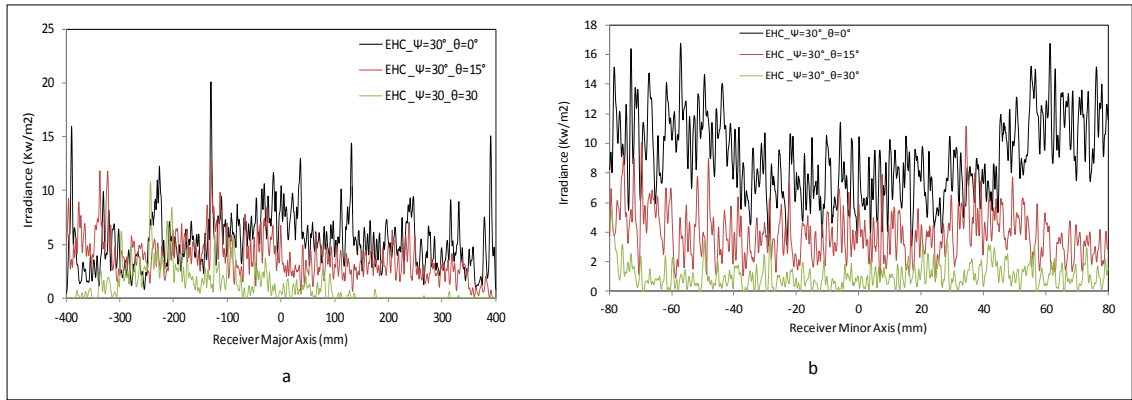 25
20
15
10
5
0
Irradiance (Kw/m2)
EHC_Ψ=30°_θ=0°
EHC_Ψ=30°_θ=15°
EHC_Ψ=30_θ=30
-400 -300 -200 -100 0 100 200 300 400
Receiver Major Axis (mm)
a
18
16
14
12
10
8
6
4
2
0
Irradiance (Kw/m2)
EHC_Ψ=30°_θ=0°
EHC_Ψ=30°_θ=15°
EHC_Ψ=30°_θ=30°
-80 -60 -40 -20 0 20 40 60 80
Receiver Minor Axis (mm)
b